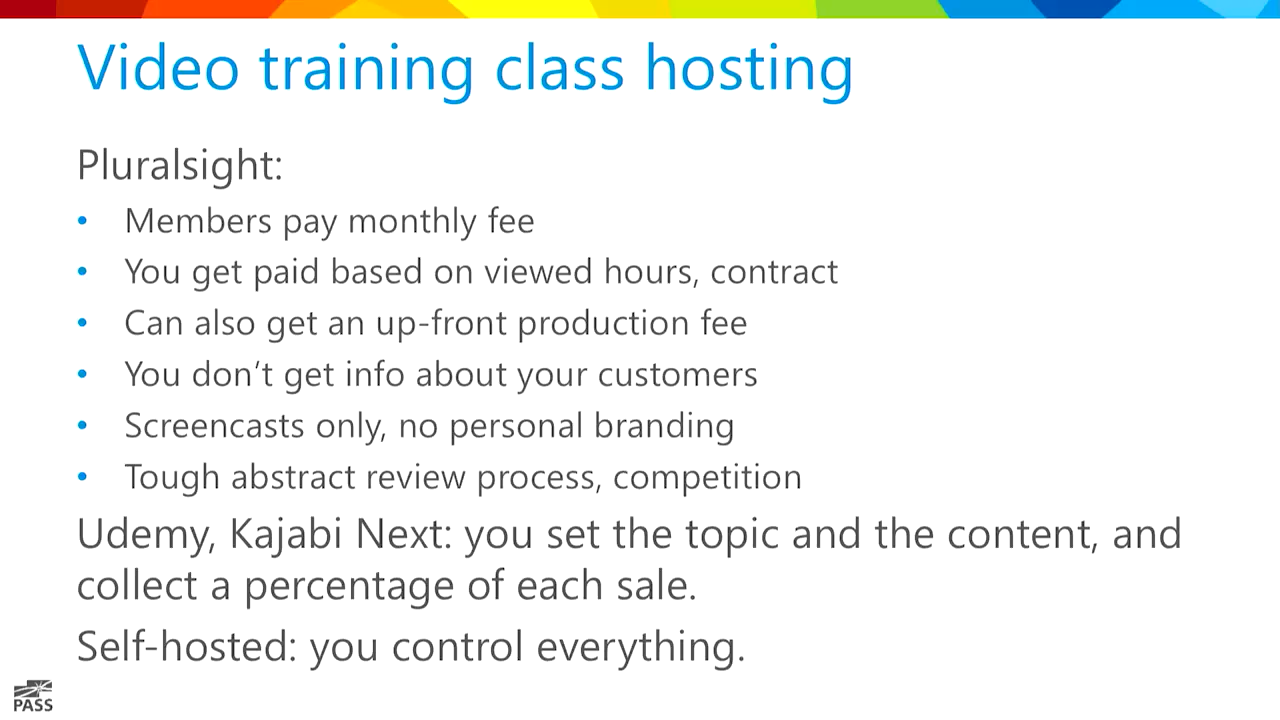 Video training class hosting
Pluralsight:
• Members pay monthly fee
• You get paid based on viewed hours, contract
• Can also get an up-front production fee
• You don’t get info about your customers
• Screencasts only, no personal branding
• Tough abstract review process, competition
Udemy, Kajabi Next: you set the topic and the content, and
collect a percentage of each sale.
Self-hosted: you control everything.
PASS